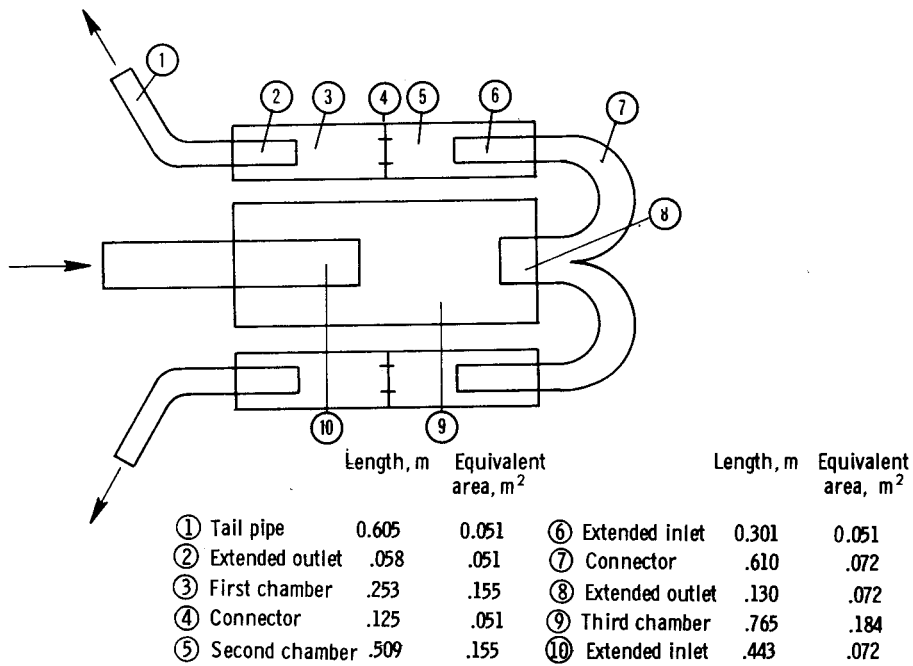 ①
② ③ ④ ⑤ ⑥ ⑦
⑧
⑩ ⑨
Length, m Equivalent area, m² Length, m Equivalent area, m²
① Tail pipe 0.605 0.051 ⑥ Extended inlet 0.301 0.051
② Extended outlet .058 .051 ⑦ Connector .610 .072
③ First chamber .253 .155 ⑧ Extended outlet .130 .072
④ Connector .125 .051 ⑨ Third chamber .765 .184
⑤ Second chamber .509 .155 ⑩ Extended inlet .443 .072